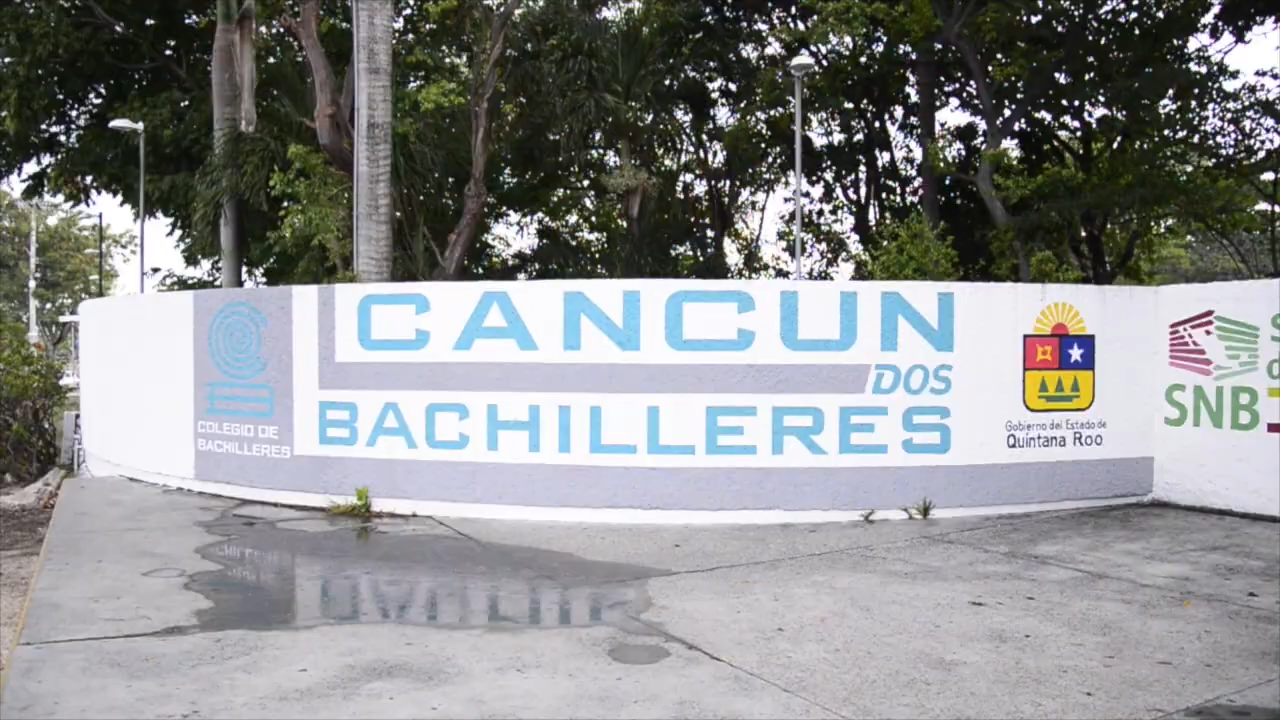 CANCUN
DOS
BACHILLERES
COLEGIO DE
BACHILLERES
Gobierno del Estado de
Quintana Roo
SNB